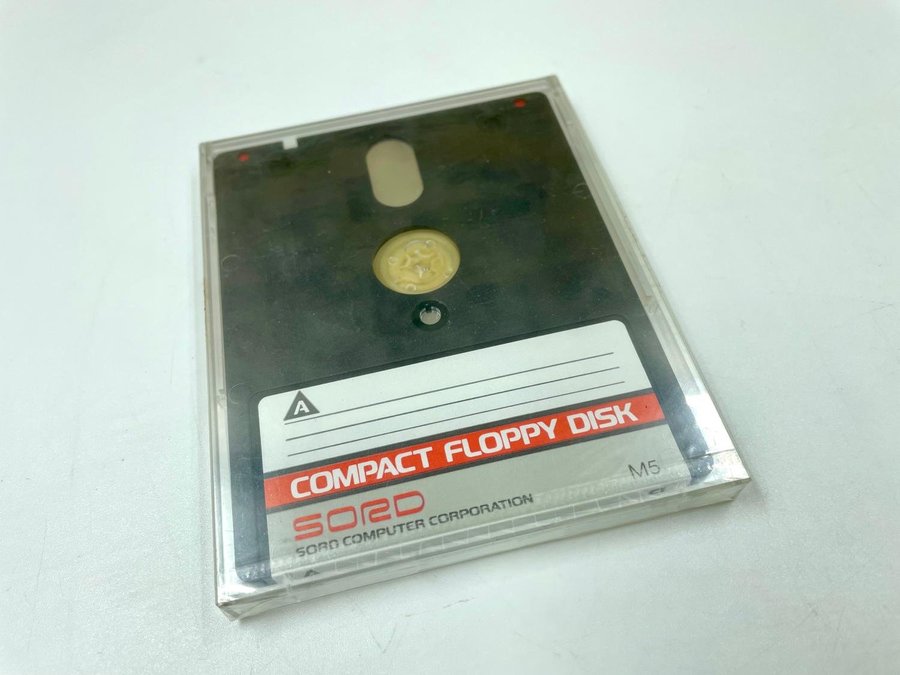 A
COMPACT FLOPPY DISK
SORD M5
SORD COMPUTER CORPORATION